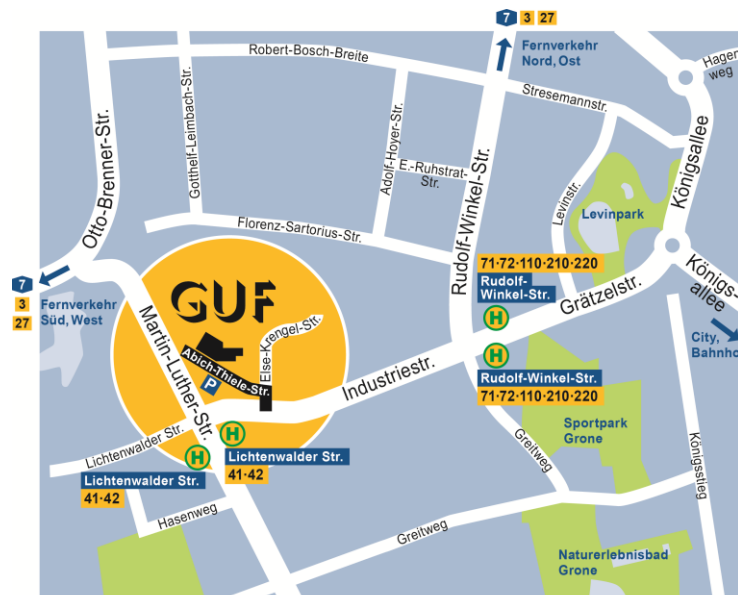 7 3 27
Fernverkehr
Nord, Ost
Robert-Bosch-Breite
Hagen
weg
Gotthelf-Leimbach-Str.
Stresemannstr.
Otto-Brenner-Str.
Adolf-Hoyer-Str.
E.-Ruhstrat-
Str.
Rudolf-Winkel-Str.
Levinstr.
Königsallee
Levinpark
Florenz-Sartorius-Str.
71·72·110·210·220
Rudolf-
Winkel-Str.
Grätzelstr.
Königs-
allee
7
3
27
Fernverkehr
Süd, West
GUF
Martin-Luther-Str.
Else-Krengel-Str.
Abich-Thiele-Str.
P
H
City,
Bahnho
Industriestr.
H
Rudolf-Winkel-Str.
71·72·110·210·220
Sportpark
Grone
Greitweg
Königsstieg
Lichtenwalder Str.
H
Lichtenwalder Str.
41·42
H
Lichtenwalder Str.
41·42
Hasenweg
Greitweg
Naturerlebnisbad
Grone